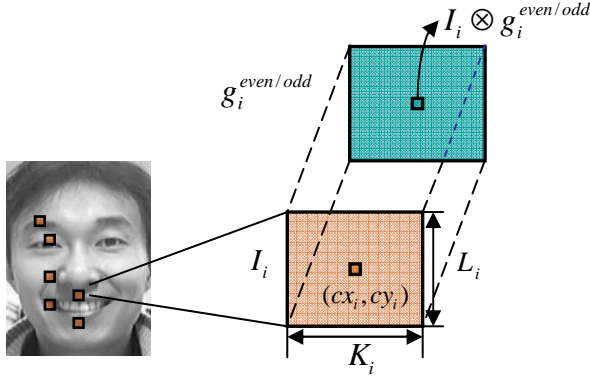 I_i ⊗ g_i^{even/odd}
g_i^{even/odd}
I_i
L_i
(cx_i, cy_i)
K_i